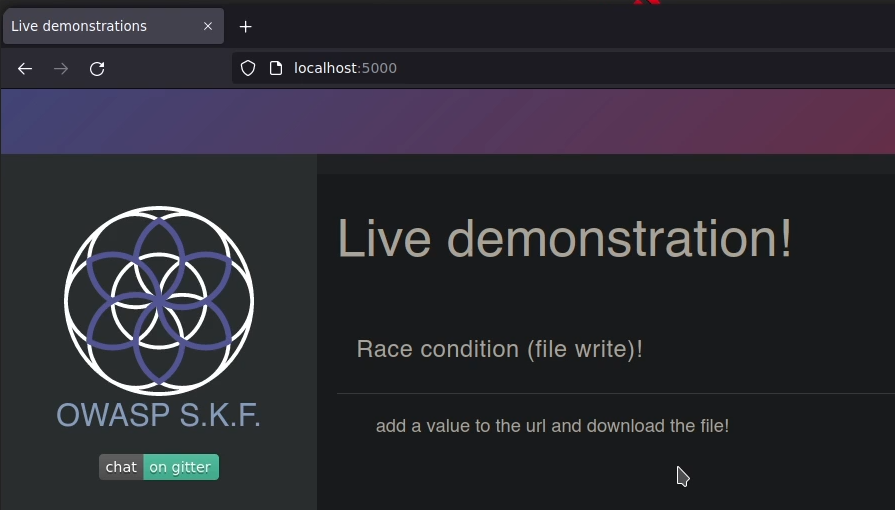 Live demonstrations
localhost:5000
Live demonstration!
Race condition (file write)!
add a value to the url and download the file!
OWASP S.K.F.
chat on gitter